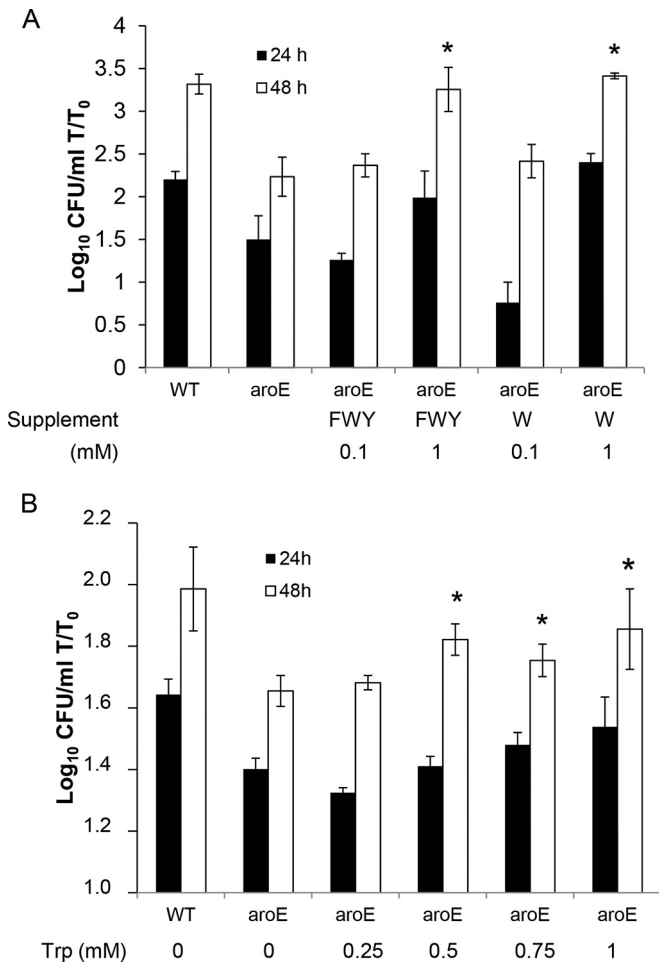 A
Log10 CFU/ml T/T0
4
3.5
3
2.5
2
1.5
1
0.5
0
24 h
48 h
*
*
WT aroE aroE aroE aroE aroE
Supplement FWY FWY W W
(mM) 0.1 1 0.1 1
B
Log10 CFU/ml T/T0
2.2
2.0
1.8
1.6
1.4
1.2
1.0
24h
48h
*
*
*
WT aroE aroE aroE aroE aroE
Trp (mM) 0 0 0.25 0.5 0.75 1